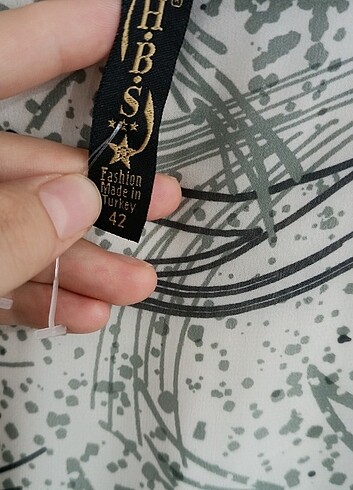 ®
H.B.S
Fashion
Made in
Turkey
42